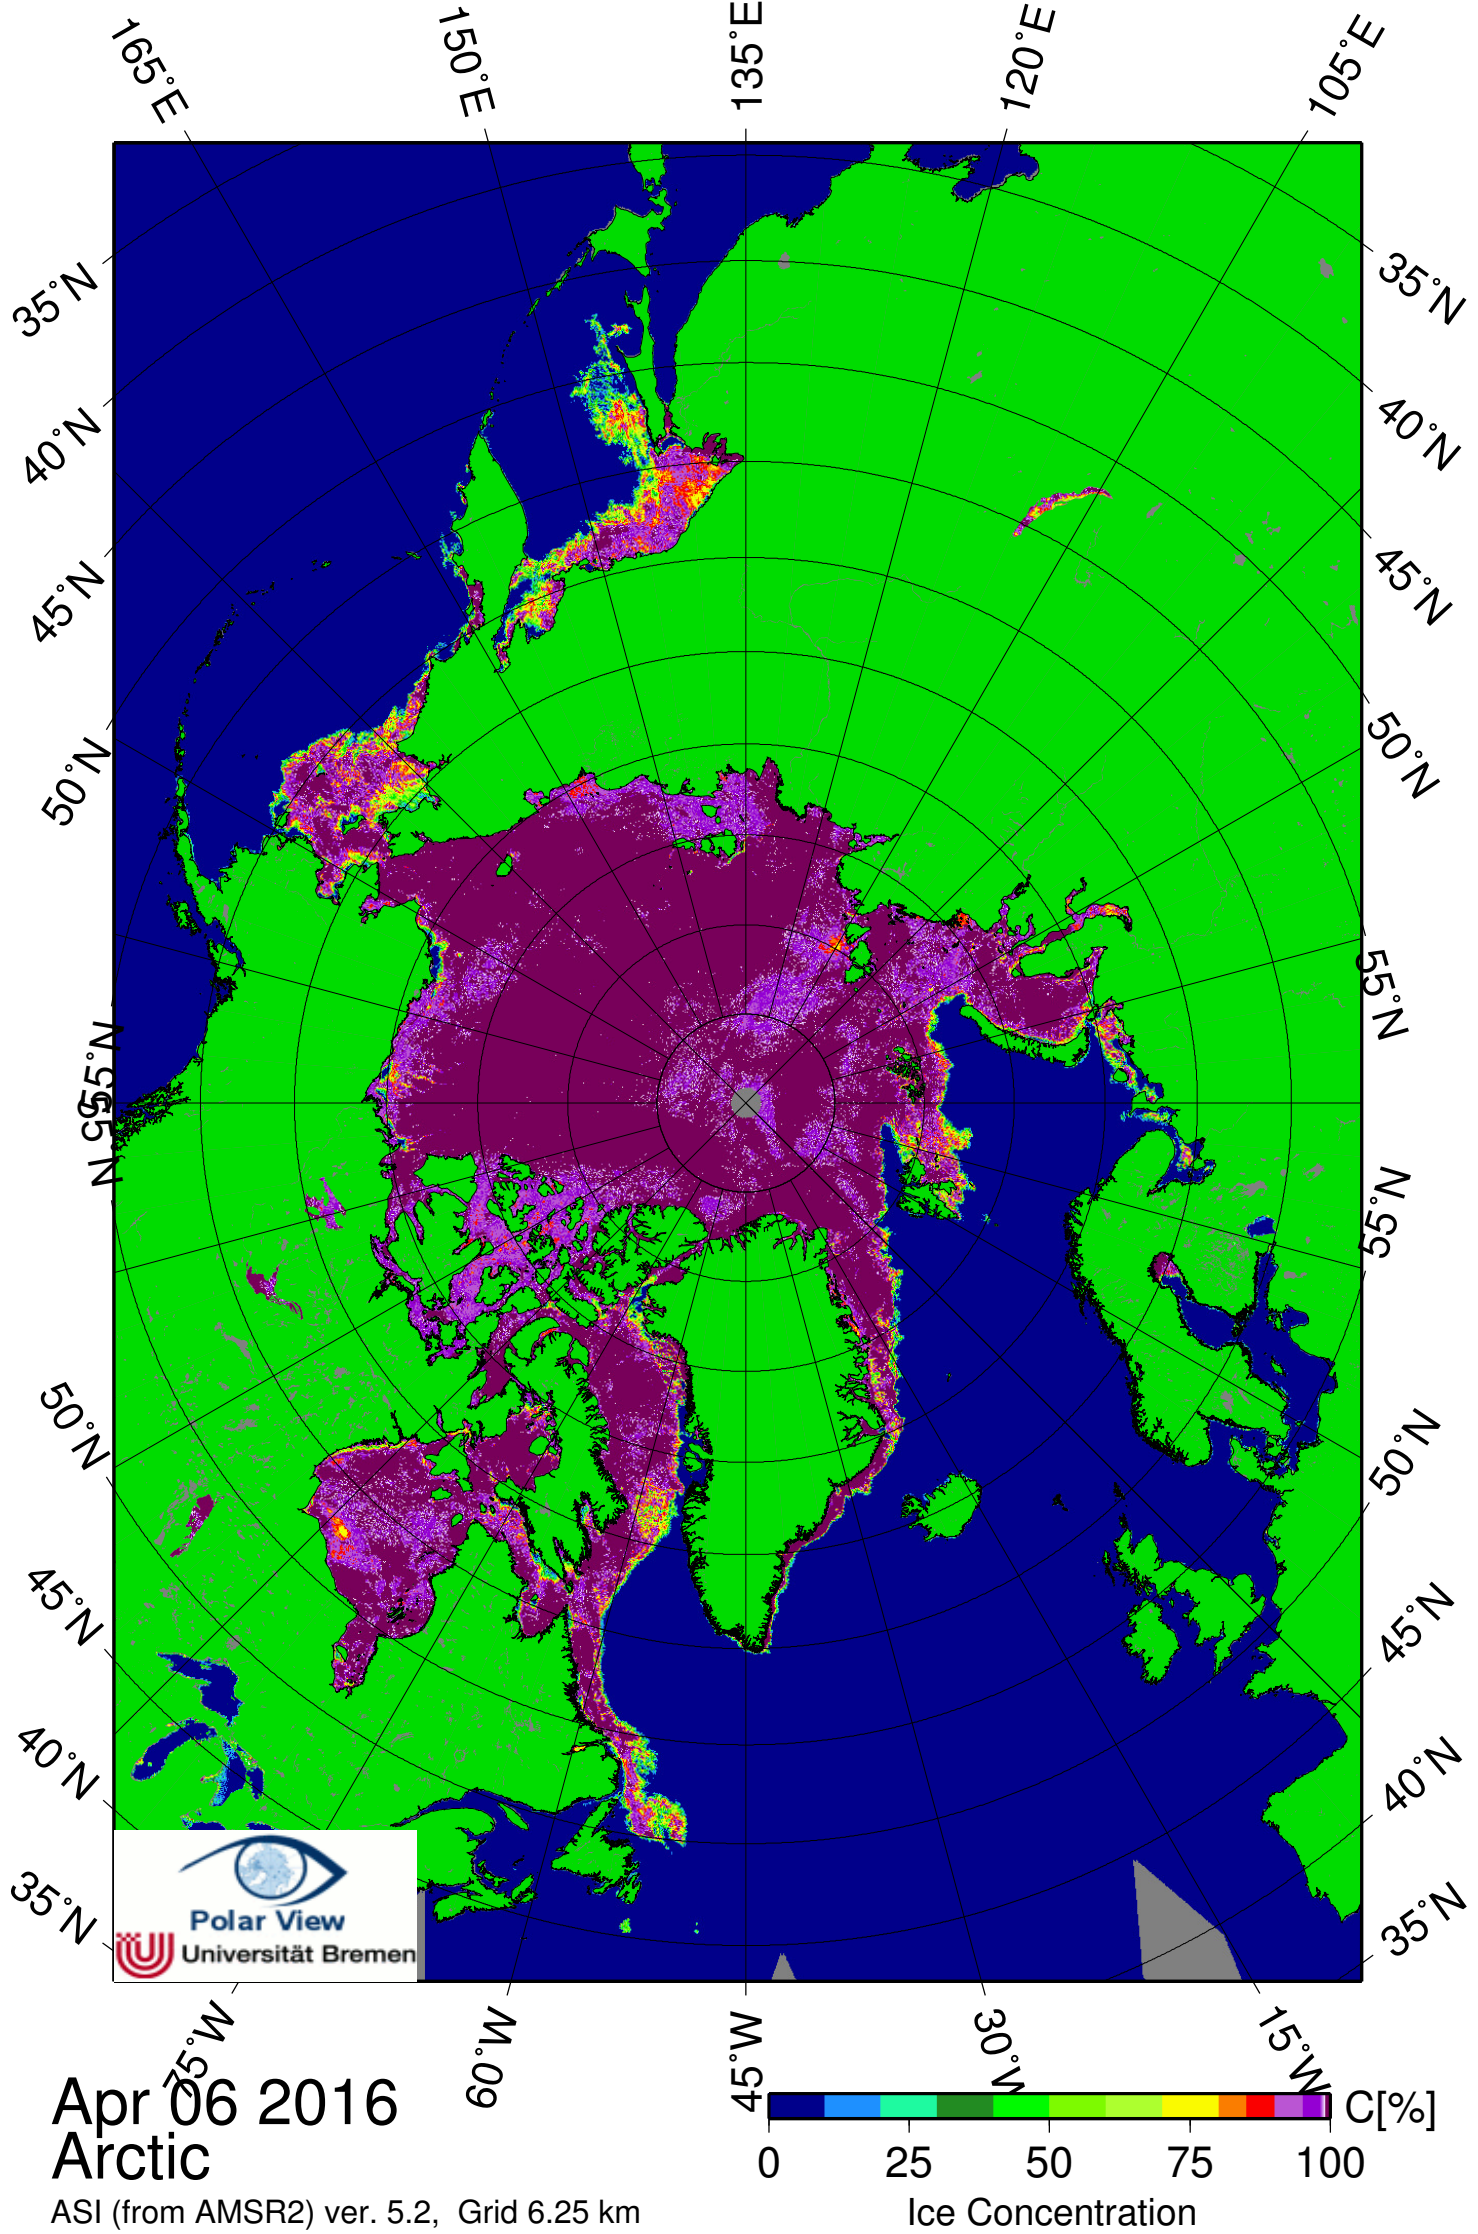 165°E 150°E 135°E 120°E 105°E
35°N 35°N
40°N 40°N
45°N 45°N
50°N 50°N
55°N 55°N
55°N 55°N
50°N 50°N
45°N 45°N
40°N 40°N
35°N 35°N
Polar View
Universität Bremen
75°W 60°W 45°W 30°W 15°W
Apr 06 2016
Arctic
ASI (from AMSR2) ver. 5.2, Grid 6.25 km
C[%]
0 25 50 75 100
Ice Concentration